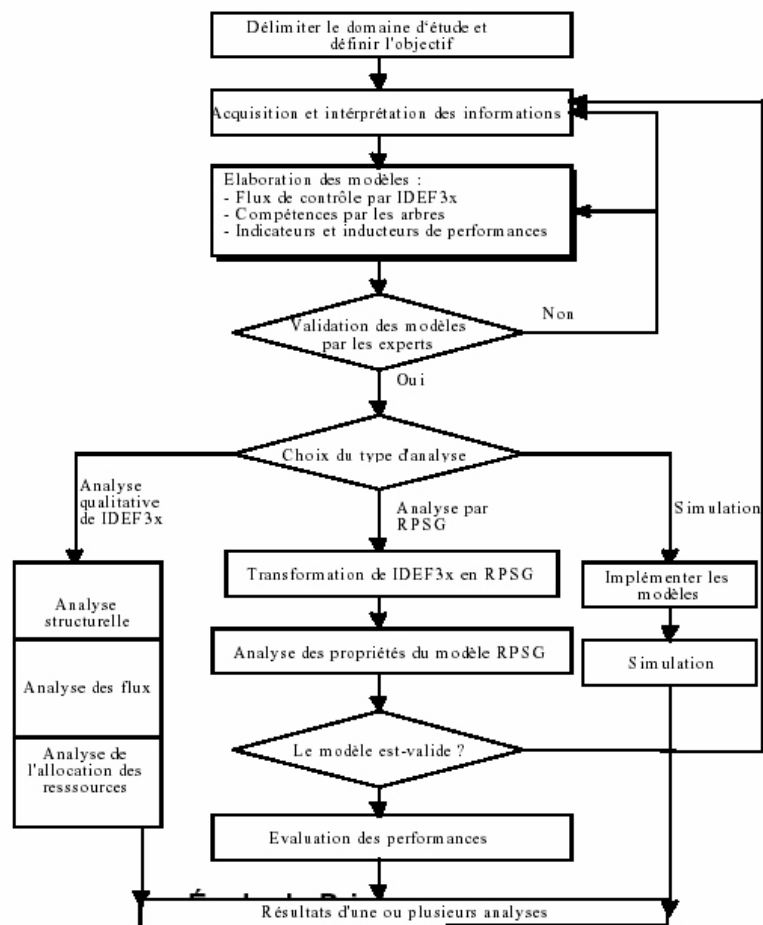 Délimiter le domaine d'étude et
définir l'objectif
Acquisition et intérprétation des informations
Elaboration des modèles :
- Flux de contrôle par IDEF3x
- Compétences par les arbres
- Indicateurs et inducteurs de performances
Validation des modèles
par les experts
Non
Oui
Choix du type d'analyse
Analyse
qualitative
de IDEF3x
Analyse par
RPSG
Simulation
Transformation de IDEF3x en RPSG
Implémenter les
modèles
Analyse
structurelle
Analyse des propriétés du modèle RPSG
Simulation
Analyse des flux
Le modèle est-valide ?
Analyse de
l'allocation des
resssources
Evaluation des performances
Résultats d'une ou plusieurs analyses